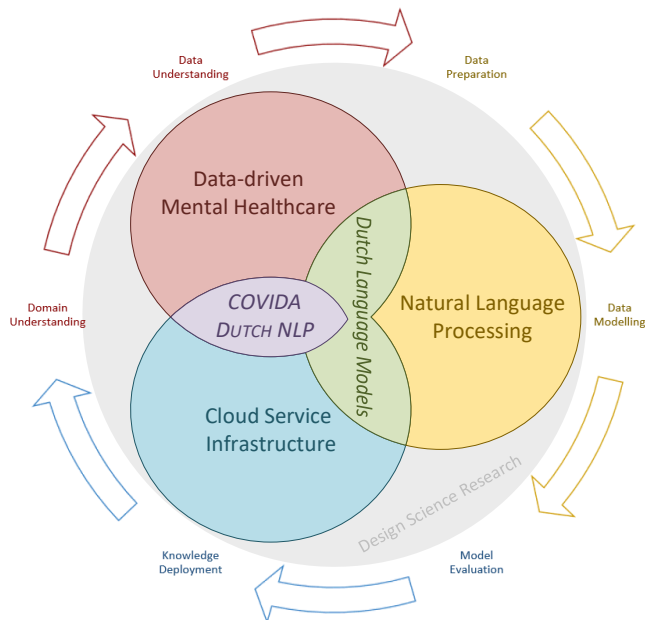 Data
Understanding
Data
Preparation
Data-driven
Mental Healthcare
Dutch Language Models
COVIDA
DUTCH NLP
Natural Language
Processing
Domain
Understanding
Data
Modelling
Cloud Service
Infrastructure
Design Science Research
Knowledge
Deployment
Model
Evaluation